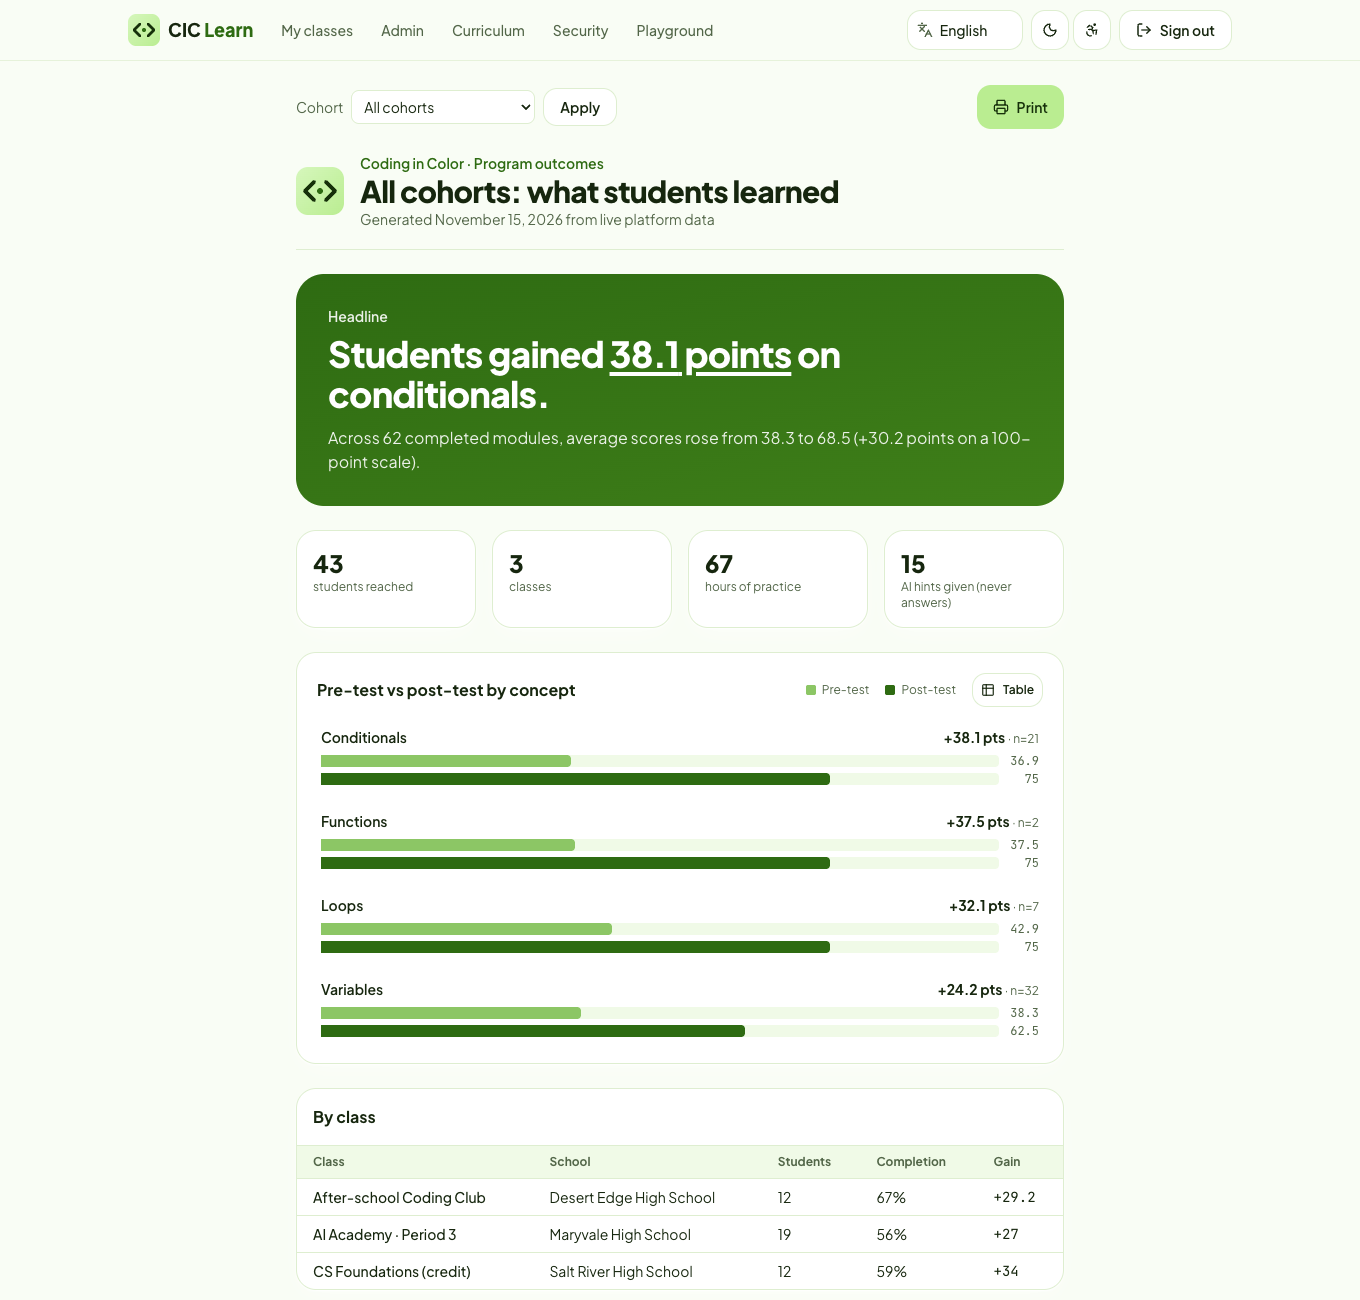 CIC Learn My classes Admin Curriculum Security Playground English Sign out
Cohort All cohorts Apply Print
Coding in Color · Program outcomes
All cohorts: what students learned
Generated November 15, 2026 from live platform data
Headline
Students gained 38.1 points on
conditionals.
Across 62 completed modules, average scores rose from 38.3 to 68.5 (+30.2 points on a 100-
point scale).
43
students reached
3
classes
67
hours of practice
15
AI hints given (never
answers)
Pre-test vs post-test by concept Pre-test Post-test Table
Conditionals +38.1 pts · n=21
36.9
75
Functions +37.5 pts · n=2
37.5
75
Loops +32.1 pts · n=7
42.9
75
Variables +24.2 pts · n=32
38.3
62.5
By class
Class School Students Completion Gain
After-school Coding Club Desert Edge High School 12 67% +29.2
AI Academy · Period 3 Maryvale High School 19 56% +27
CS Foundations (credit) Salt River High School 12 59% +34